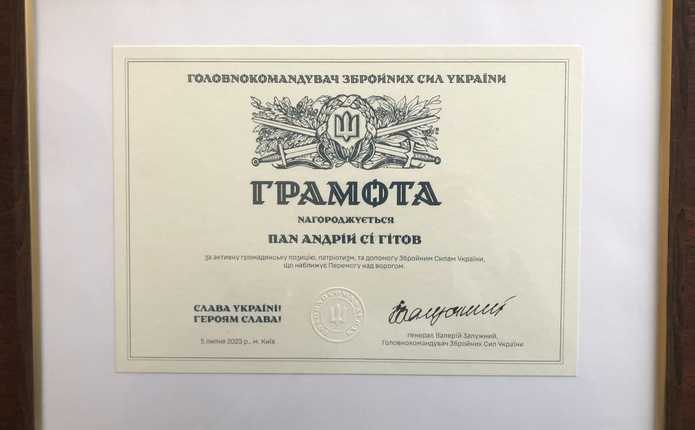 ГОЛОВНОКОМАНДУВАЧ ЗБРОЙНИХ СИЛ УКРАЇНИ
ГРАМОТА
НАГОРОДЖУЄТЬСЯ
ПАН АНДРІЙ СІ ГІТОВ
за активну громадянську позицію, патріотизм, та допомогу Збройним Силам України,
що наближує Перемогу над ворогом.
СЛАВА УКРАЇНІ!
ГЕРОЯМ СЛАВА!
5 липня 2023 р., м. Київ
генерал Валерій Залужний,
Головнокомандувач Збройних Сил України